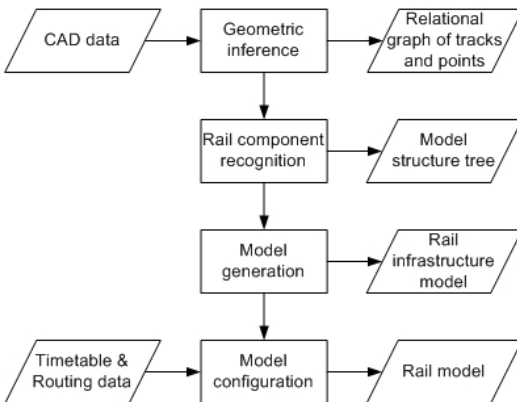 CAD data
Geometric
inference
Relational
graph of tracks
and points
Rail component
recognition
Model
structure tree
Model
generation
Rail
infrastructure
model
Timetable &
Routing data
Model
configuration
Rail model